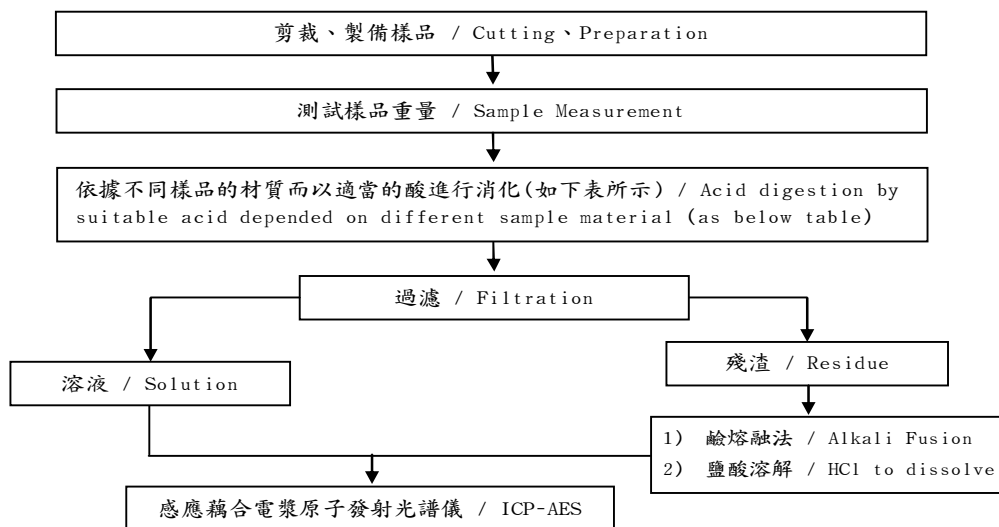 剪裁、製備樣品 / Cutting、Preparation
測試樣品重量 / Sample Measurement
依據不同樣品的材質而以適當的酸進行消化(如下表所示) / Acid digestion by
suitable acid depended on different sample material (as below table)
過濾 / Filtration
溶液 / Solution
殘渣 / Residue
1) 鹼熔融法 / Alkali Fusion
2) 鹽酸溶解 / HCl to dissolve
感應藕合電漿原子發射光譜儀 / ICP-AES